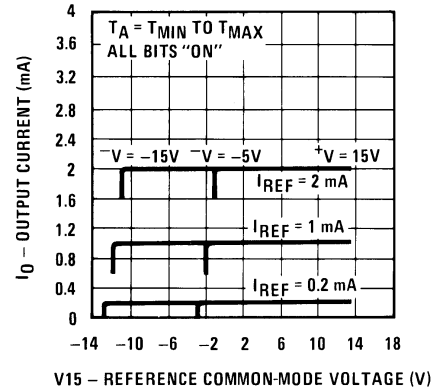 4
3.6
3.2
2.8
2.4
2
1.6
1.2
0.8
0.4
0
I_O – OUTPUT CURRENT (mA)
T_A = T_MIN TO T_MAX
ALL BITS "ON"
⁻V = –15V ⁻V = –5V ⁺V = 15V
I_REF = 2 mA
I_REF = 1 mA
I_REF = 0.2 mA
–14 –10 –6 –2 2 6 10 14 18
V15 – REFERENCE COMMON-MODE VOLTAGE (V)